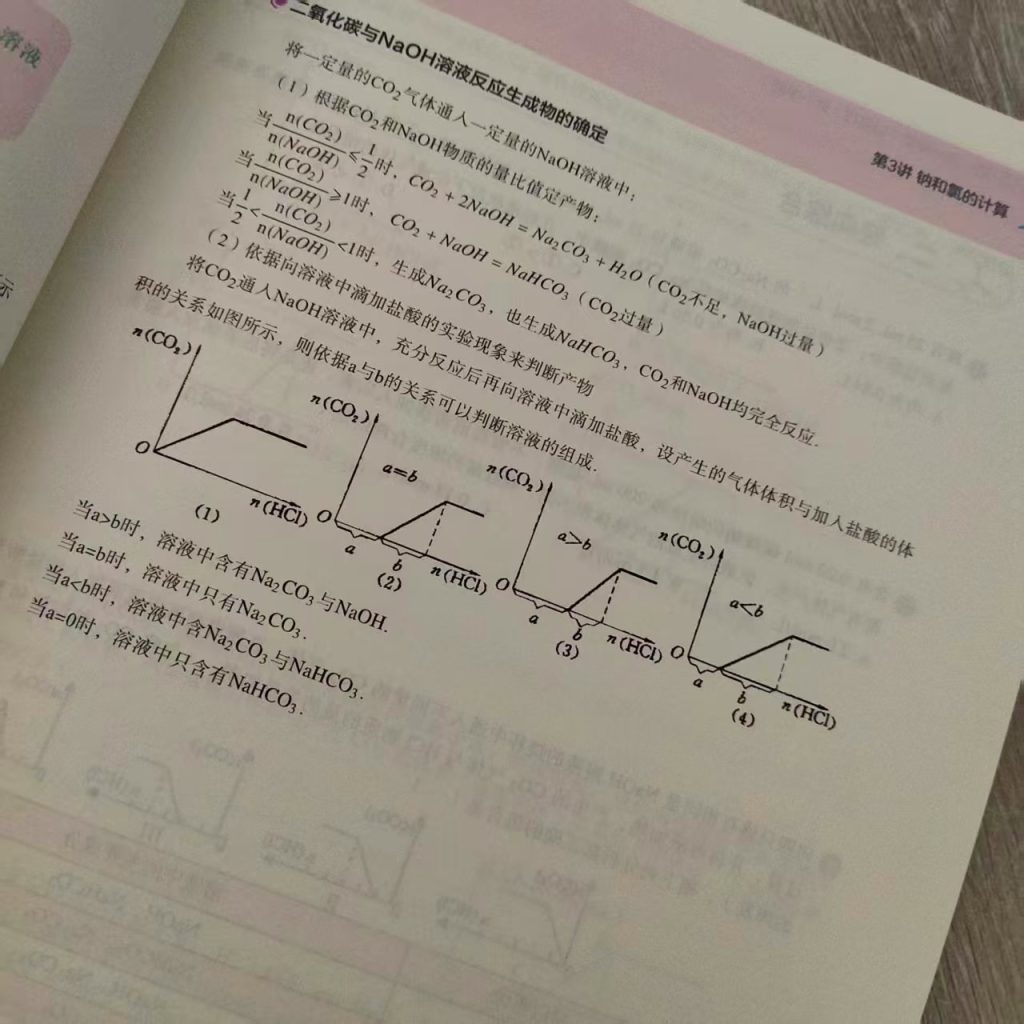 溶液
示
第3讲 钠和氯的计算
二氧化碳与NaOH溶液反应生成物的确定
将一定量的CO₂气体通人一定量的NaOH溶液中:
(1)根据CO₂和NaOH物质的量比值定产物:
当n(CO₂)/n(NaOH)≤1/2时, CO₂+2NaOH=Na₂CO₃+H₂O(CO₂不足, NaOH过量)
当n(CO₂)/n(NaOH)≥1时, CO₂+NaOH=NaHCO₃(CO₂过量)
当1/2<n(CO₂)/n(NaOH)<1时, 生成Na₂CO₃, 也生成NaHCO₃, CO₂和NaOH均完全反应.
(2)依据向溶液中滴加盐酸的实验现象来判断产物
将CO₂通人NaOH溶液中, 充分反应后再向溶液中滴加盐酸, 设产生的气体体积与加人盐酸的体
积的关系如图所示, 则依据a与b的关系可以判断溶液的组成.
n(CO₂)
O
n(HCl)
(1)
n(CO₂)
a=b
O
a
b
n(HCl)
(2)
n(CO₂)
a>b
O
a
b
n(HCl)
(3)
n(CO₂)
a<b
O
a
b
n(HCl)
(4)
当a>b时, 溶液中含有Na₂CO₃与NaOH.
当a=b时, 溶液中只有Na₂CO₃.
当a<b时, 溶液中含Na₂CO₃与NaHCO₃.
当a=0时, 溶液中只含有NaHCO₃.